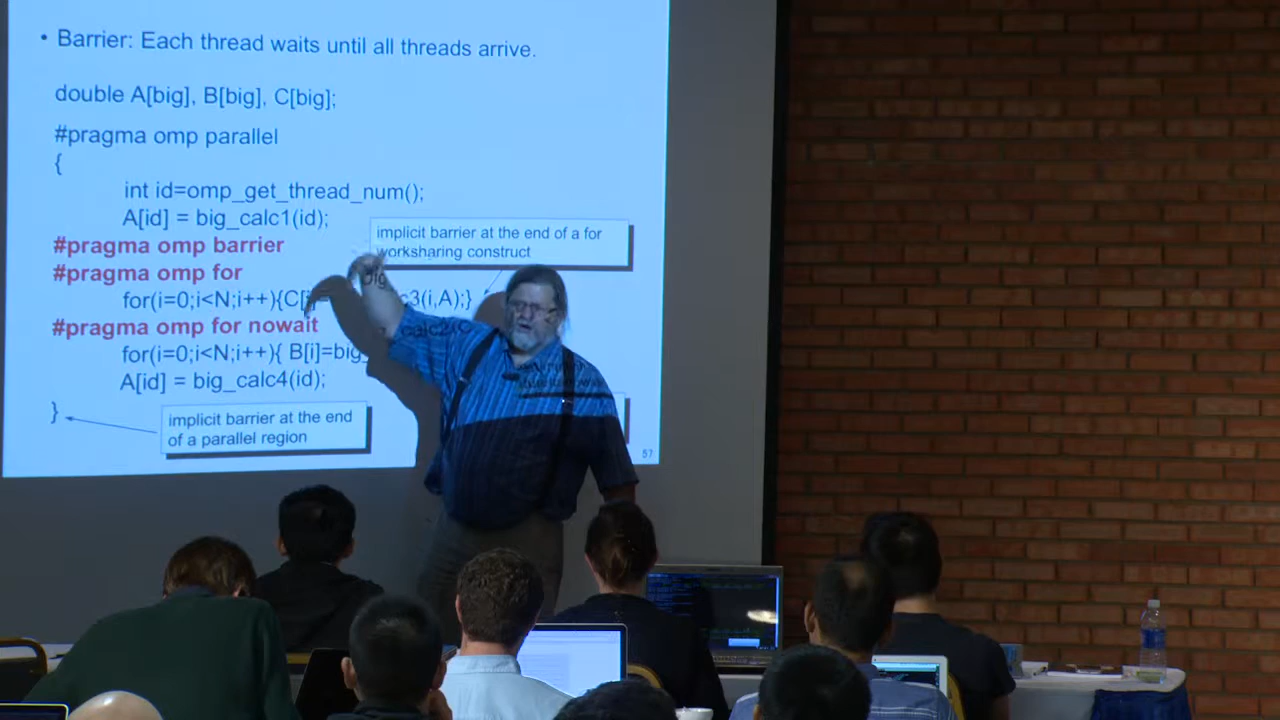 • Barrier: Each thread waits until all threads arrive.
double A[big], B[big], C[big];
#pragma omp parallel
{
int id=omp_get_thread_num();
A[id] = big_calc1(id);
#pragma omp barrier
implicit barrier at the end of a for
worksharing construct
#pragma omp for
for(i=0;i<N;i++){C[i]= big_calc3(i,A);}
#pragma omp for nowait
for(i=0;i<N;i++){ B[i]=big_calc2(C
A[id] = big_calc4(id);
}
implicit barrier at the end
of a parallel region
57